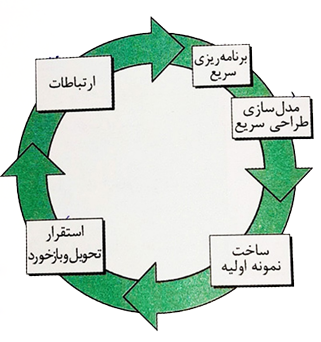 ارتباطات
برنامه‌ریزی
سریع
مدل‌سازی
طراحی سریع
ساخت
نمونه اولیه
استقرار
تحویل وبازخورد